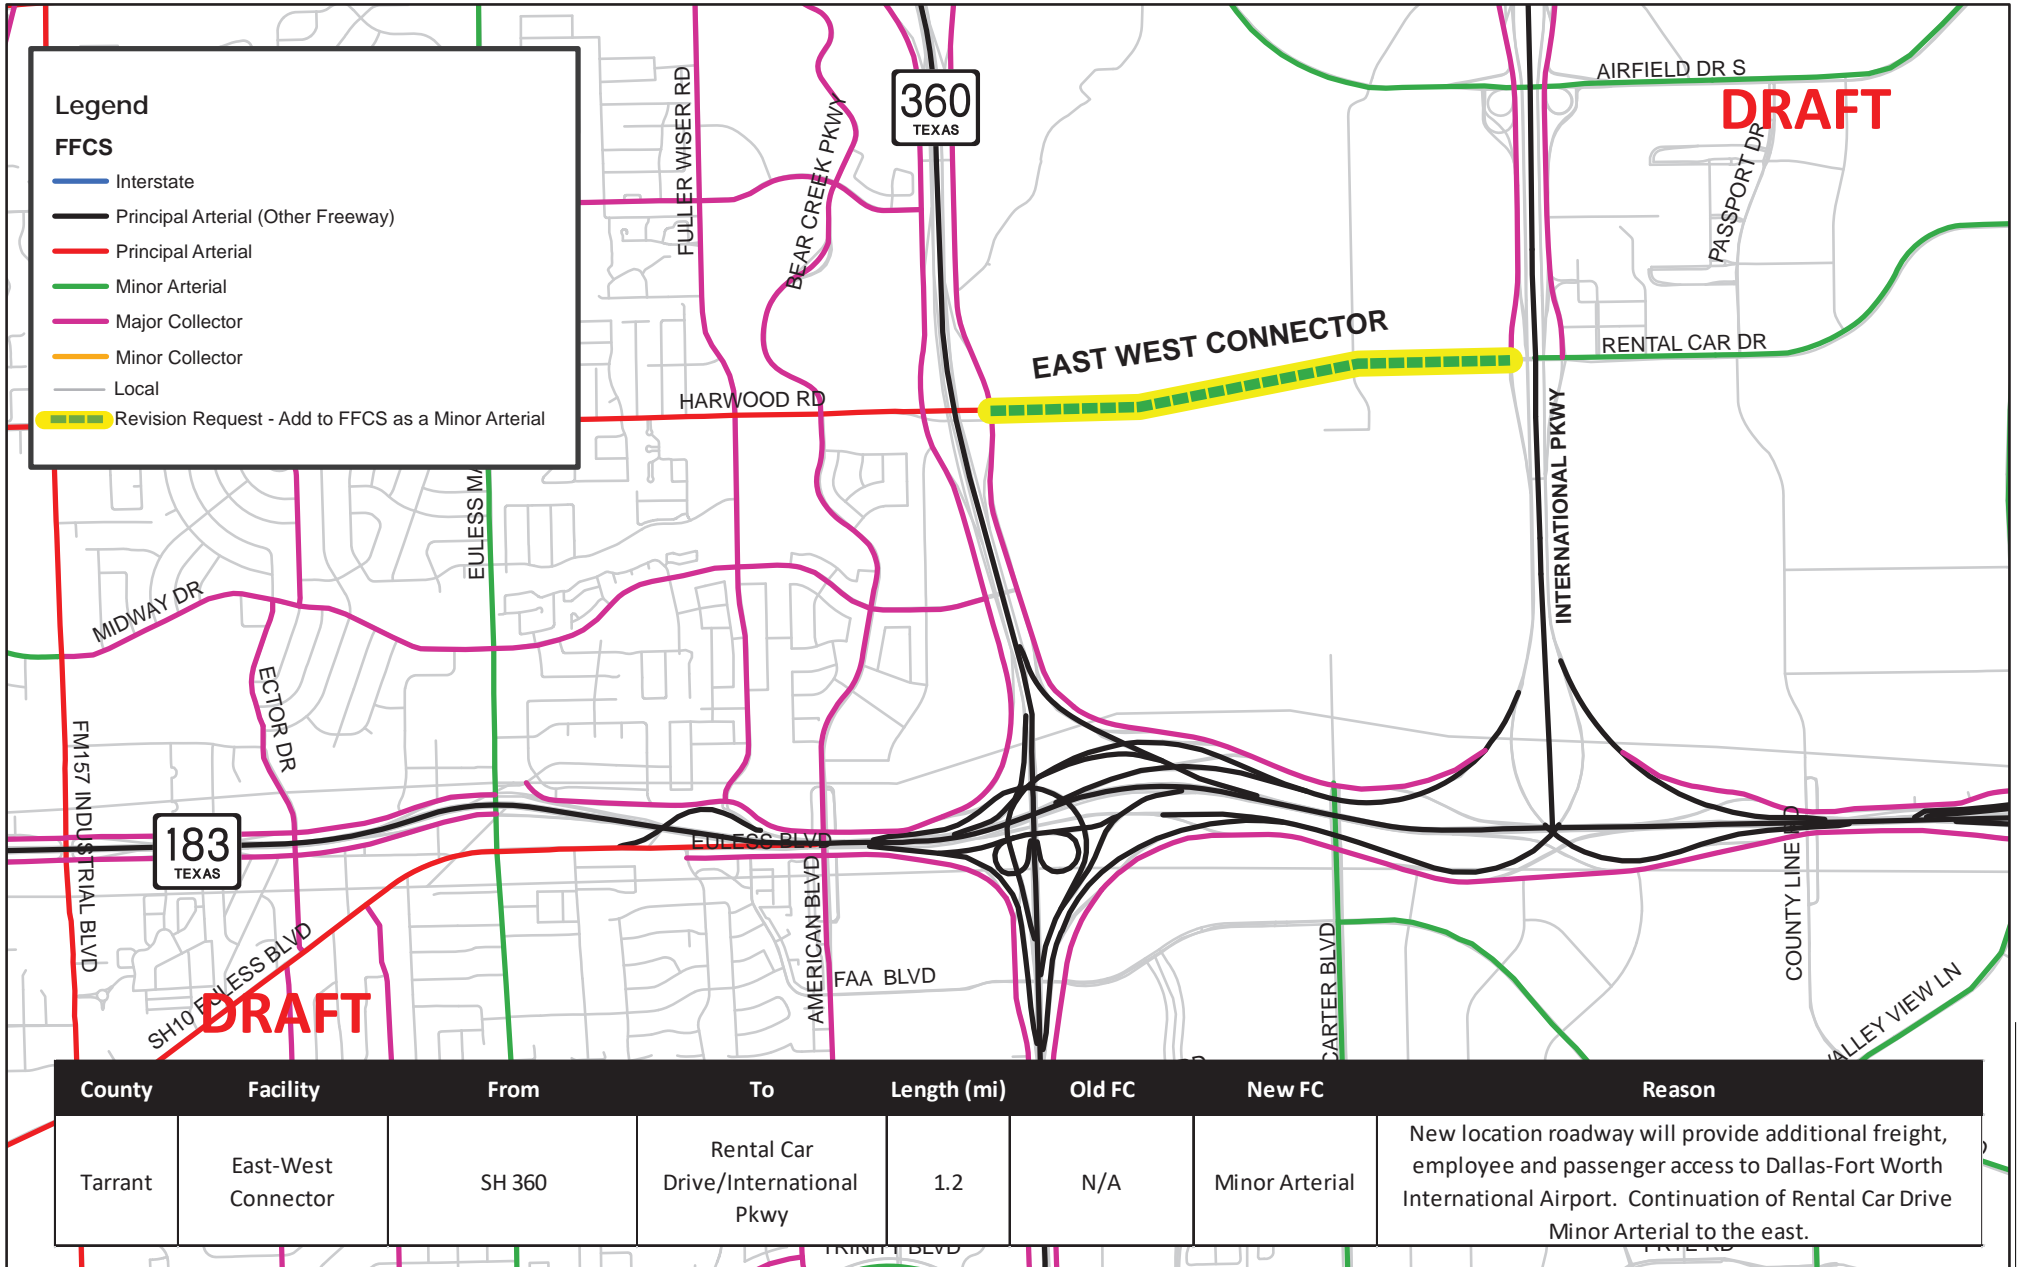 Legend
FFCS
Interstate
Principal Arterial (Other Freeway)
Principal Arterial
Minor Arterial
Major Collector
Minor Collector
Local
Revision Request - Add to FFCS as a Minor Arterial
FULLER WISER RD
BEAR CREEK PKWY
360
TEXAS
AIRFIELD DR S
DRAFT
PASSPORT DR
EAST WEST CONNECTOR
RENTAL CAR DR
HARWOOD RD
INTERNATIONAL PKWY
EULESS MA
MIDWAY DR
ECTOR DR
FM157 INDUSTRIAL BLVD
183
TEXAS
EULESS BLVD
AMERICAN BLVD
FAA BLVD
CARTER BLVD
COUNTY LINE RD
VALLEY VIEW LN
SH10 EULESS BLVD
DRAFT
County Facility From To Length (mi) Old FC New FC Reason
Tarrant
East-West
Connector
SH 360
Rental Car
Drive/International
Pkwy
1.2
N/A
Minor Arterial
New location roadway will provide additional freight,
employee and passenger access to Dallas-Fort Worth
International Airport. Continuation of Rental Car Drive
Minor Arterial to the east.
TRINITY BLVD